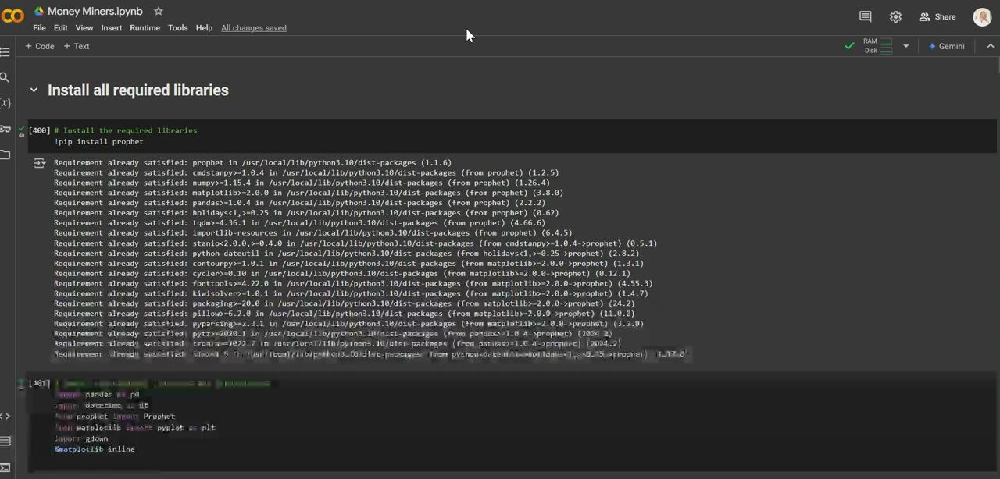 Money Miners.ipynb
File Edit View Insert Runtime Tools Help All changes saved
Share
+ Code + Text
RAM
Disk
Gemini
Install all required libraries
[400] # Install the required libraries
!pip install prophet
Requirement already satisfied: prophet in /usr/local/lib/python3.10/dist-packages (1.1.6)
Requirement already satisfied: cmdstanpy>=1.0.4 in /usr/local/lib/python3.10/dist-packages (from prophet) (1.2.5)
Requirement already satisfied: numpy>=1.15.4 in /usr/local/lib/python3.10/dist-packages (from prophet) (1.26.4)
Requirement already satisfied: matplotlib>=2.0.0 in /usr/local/lib/python3.10/dist-packages (from prophet) (3.8.0)
Requirement already satisfied: pandas>=1.0.4 in /usr/local/lib/python3.10/dist-packages (from prophet) (2.2.2)
Requirement already satisfied: holidays<1,>=0.25 in /usr/local/lib/python3.10/dist-packages (from prophet) (0.62)
Requirement already satisfied: tqdm>=4.36.1 in /usr/local/lib/python3.10/dist-packages (from prophet) (4.66.6)
Requirement already satisfied: importlib-resources in /usr/local/lib/python3.10/dist-packages (from prophet) (6.4.5)
Requirement already satisfied: stanio<2.0.0,>=0.4.0 in /usr/local/lib/python3.10/dist-packages (from cmdstanpy>=1.0.4->prophet) (0.5.1)
Requirement already satisfied: python-dateutil in /usr/local/lib/python3.10/dist-packages (from holidays<1,>=0.25->prophet) (2.8.2)
Requirement already satisfied: contourpy>=1.0.1 in /usr/local/lib/python3.10/dist-packages (from matplotlib>=2.0.0->prophet) (1.3.1)
Requirement already satisfied: cycler>=0.10 in /usr/local/lib/python3.10/dist-packages (from matplotlib>=2.0.0->prophet) (0.12.1)
Requirement already satisfied: fonttools>=4.22.0 in /usr/local/lib/python3.10/dist-packages (from matplotlib>=2.0.0->prophet) (4.55.3)
Requirement already satisfied: kiwisolver>=1.0.1 in /usr/local/lib/python3.10/dist-packages (from matplotlib>=2.0.0->prophet) (1.4.7)
Requirement already satisfied: packaging>=20.0 in /usr/local/lib/python3.10/dist-packages (from matplotlib>=2.0.0->prophet) (24.2)
Requirement already satisfied: pillow>=6.2.0 in /usr/local/lib/python3.10/dist-packages (from matplotlib>=2.0.0->prophet) (11.0.0)
Requirement already satisfied: pyparsing>=2.3.1 in /usr/local/lib/python3.10/dist-packages (from matplotlib>=2.0.0->prophet) (3.2.0)
Requirement already satisfied: pytz>=2020.1 in /usr/local/lib/python3.10/dist-packages (from pandas>=1.0.4->prophet) (2024.2)
Requirement already satisfied: tzdata>=2022.7 in /usr/local/lib/python3.10/dist-packages (from pandas>=1.0.4->prophet) (2024.2)
Requirement already satisfied: in /usr/local/lib/python3.10/dist-packages
[401]
import pandas as pd
import datetime as dt
from prophet import Prophet
from matplotlib import pyplot as plt
import gdown
%matplotlib inline